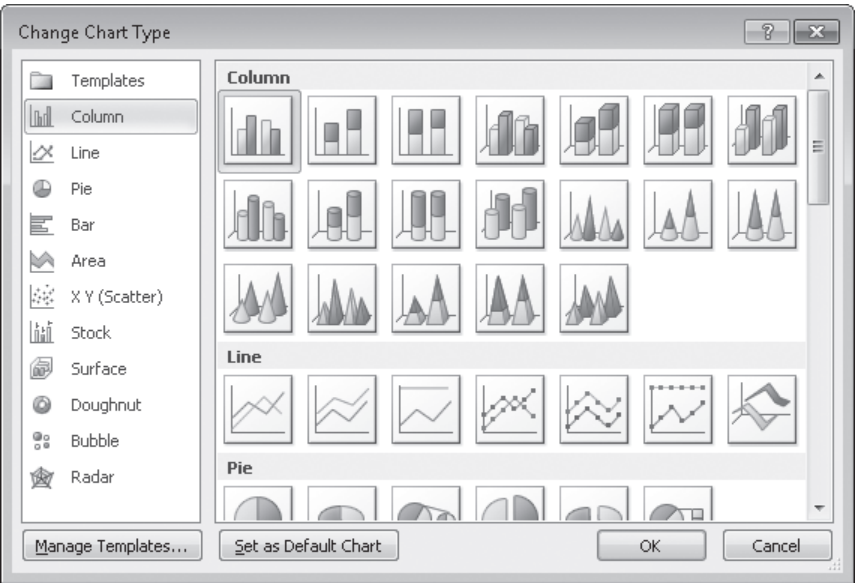 Change Chart Type
Templates
Column
Line
Pie
Bar
Area
X Y (Scatter)
Stock
Surface
Doughnut
Bubble
Radar
Column
Line
Pie
Manage Templates...
Set as Default Chart
OK
Cancel